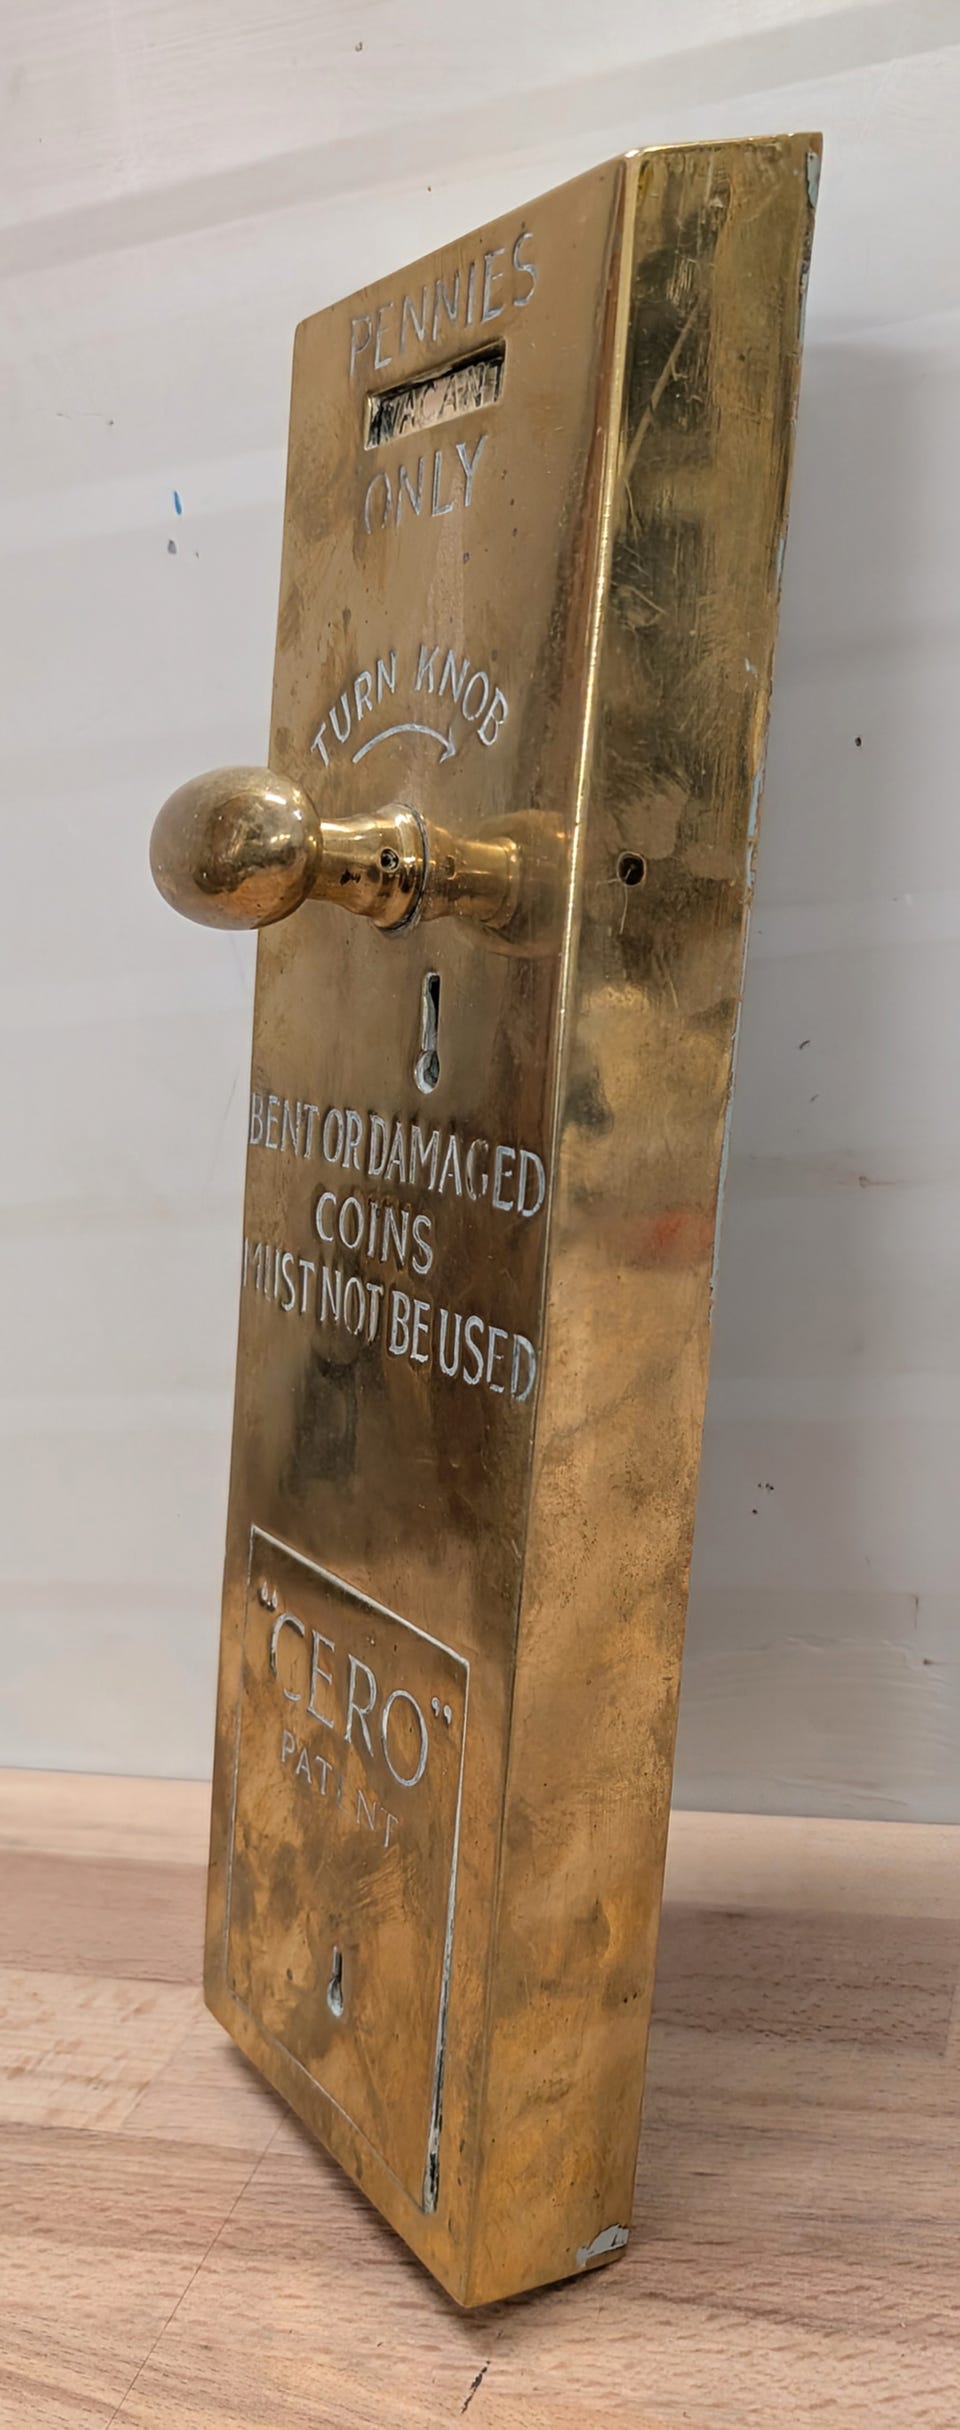 PENNIES
VACANT
ONLY
TURN KNOB
BENT OR DAMAGED
COINS
MUST NOT BE USED
“CERO”
PATENT